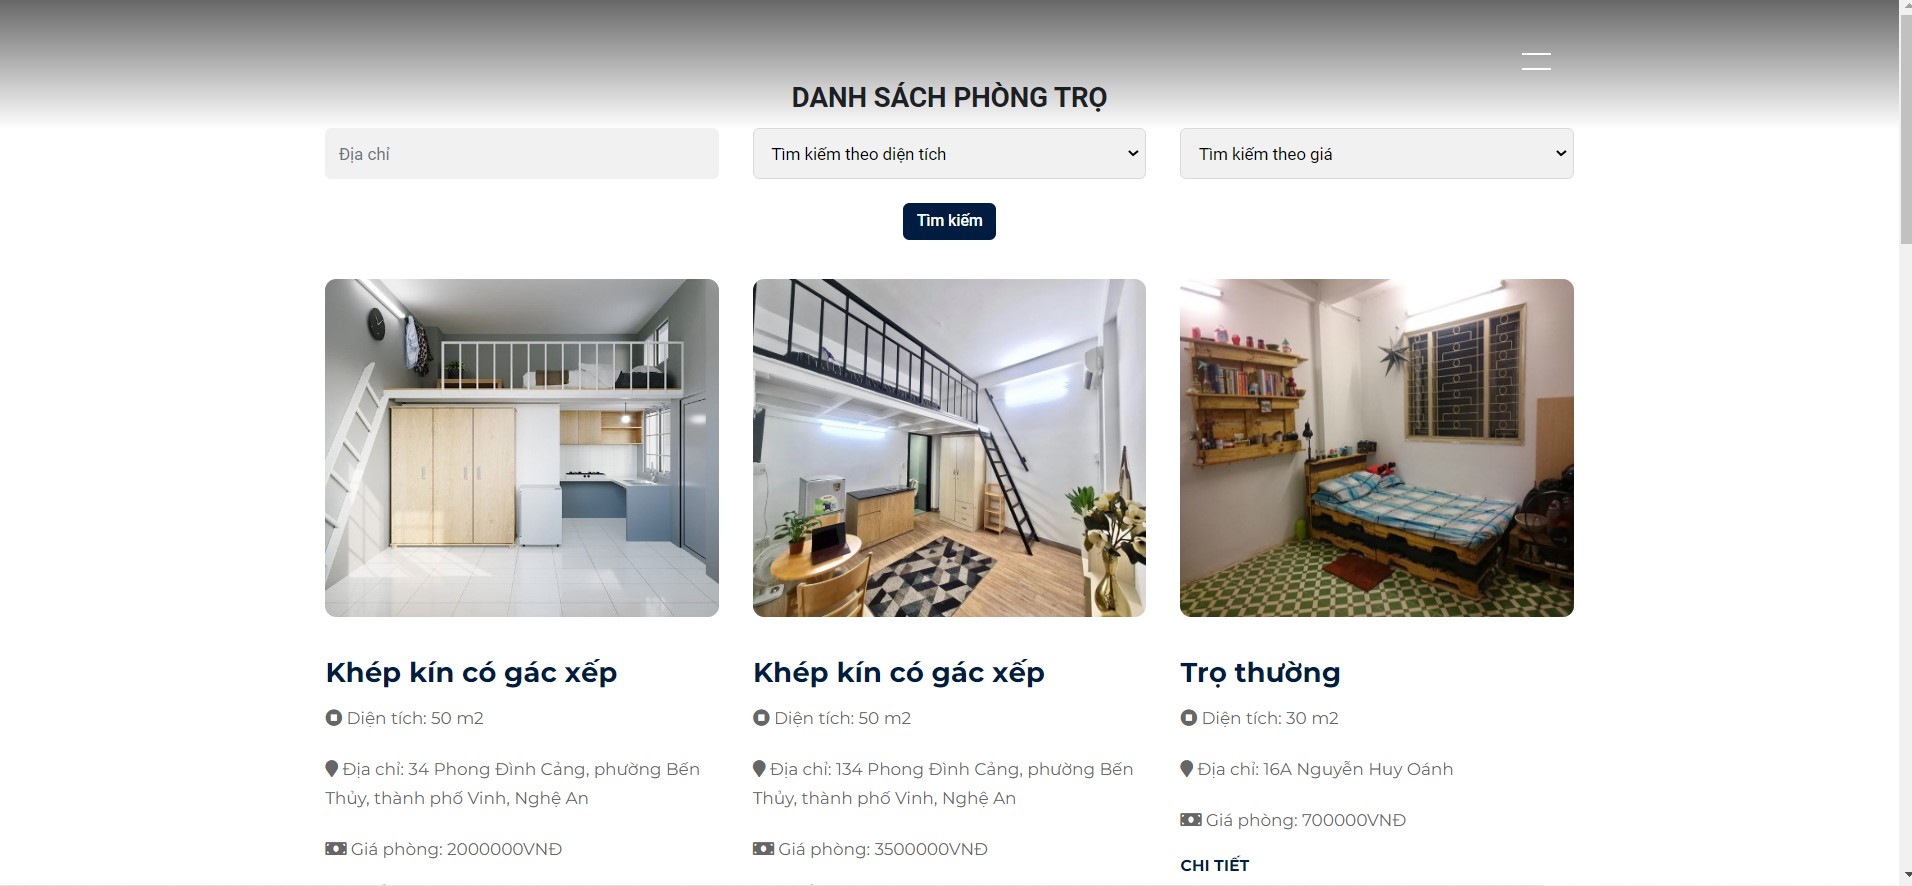 DANH SÁCH PHÒNG TRỌ
Địa chỉ
Tìm kiếm theo diện tích
Tìm kiếm theo giá
Tìm kiếm
Khép kín có gác xếp
Diện tích: 50 m2
Địa chỉ: 34 Phong Đình Cảng, phường Bến
Thủy, thành phố Vinh, Nghệ An
Giá phòng: 2000000VNĐ
Khép kín có gác xếp
Diện tích: 50 m2
Địa chỉ: 134 Phong Đình Cảng, phường Bến
Thủy, thành phố Vinh, Nghệ An
Giá phòng: 3500000VNĐ
Trọ thường
Diện tích: 30 m2
Địa chỉ: 16A Nguyễn Huy Oánh
Giá phòng: 700000VNĐ
CHI TIẾT